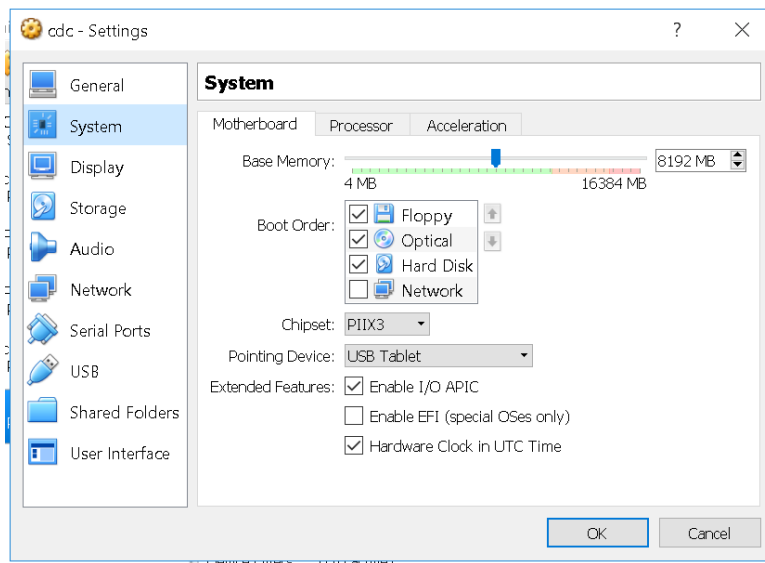 cdc - Settings
General
System
Display
Storage
Audio
Network
Serial Ports
USB
Shared Folders
User Interface
System
Motherboard Processor Acceleration
Base Memory: 8192 MB
4 MB 16384 MB
Boot Order: Floppy
Optical
Hard Disk
Network
Chipset: PIIX3
Pointing Device: USB Tablet
Extended Features: Enable I/O APIC
Enable EFI (special OSes only)
Hardware Clock in UTC Time
OK Cancel